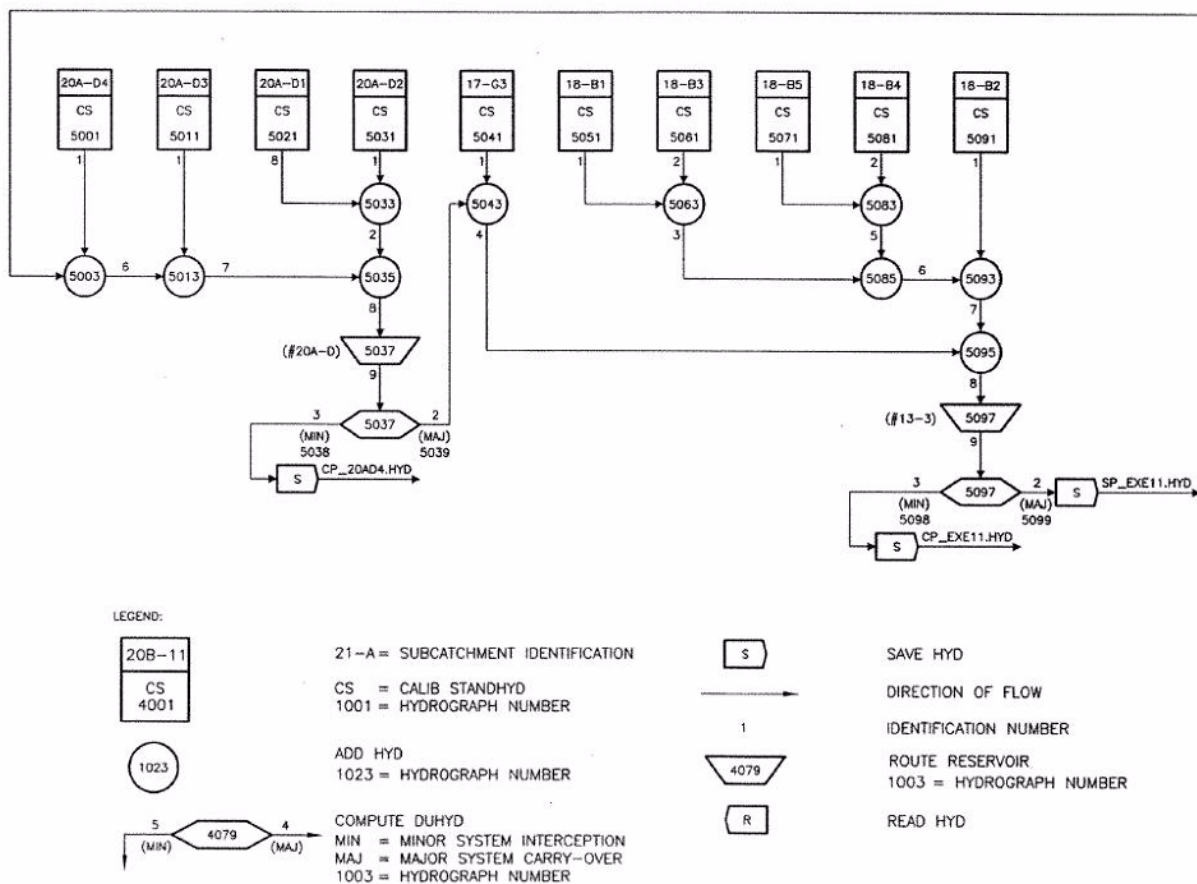 20A-D4 20A-D3 20A-D1 20A-D2 17-G3 18-B1 18-B3 18-B5 18-B4 18-B2
CS CS CS CS CS CS CS CS CS CS
5001 5011 5021 5031 5041 5051 5061 5071 5081 5091
1 1 8 1 1 1 2 1 2 1
5033 5043 5063 5083
2 4 3 5
5003 6 5013 7 5035 5085 6 5093
8 7
(#20A-D) 5037 5095
9 8
(#13-3) 5097
3 5037 2 9
(MIN) (MAJ)
5038 5039
S CP_20AD4.HYD
3 5097 2 S SP_EXE11.HYD
(MIN) (MAJ)
5098 5099
S CP_EXE11.HYD
LEGEND:
20B-11
CS
4001
21-A = SUBCATCHMENT IDENTIFICATION
CS = CALIB STANDHYD
1001 = HYDROGRAPH NUMBER
1023
ADD HYD
1023 = HYDROGRAPH NUMBER
5 4079 4
(MIN) (MAJ)
COMPUTE DUHYD
MIN = MINOR SYSTEM INTERCEPTION
MAJ = MAJOR SYSTEM CARRY-OVER
1003 = HYDROGRAPH NUMBER
S SAVE HYD
DIRECTION OF FLOW
1 IDENTIFICATION NUMBER
4079
ROUTE RESERVOIR
1003 = HYDROGRAPH NUMBER
R READ HYD